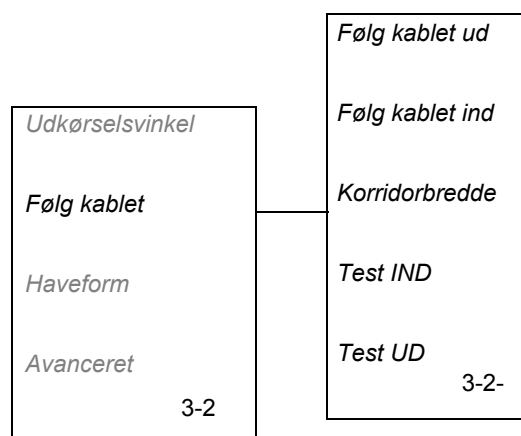 Udkørselsvinkel
Følg kablet
Haveform
Avanceret
3-2
Følg kablet ud
Følg kablet ind
Korridorbredde
Test IND
Test UD
3-2-